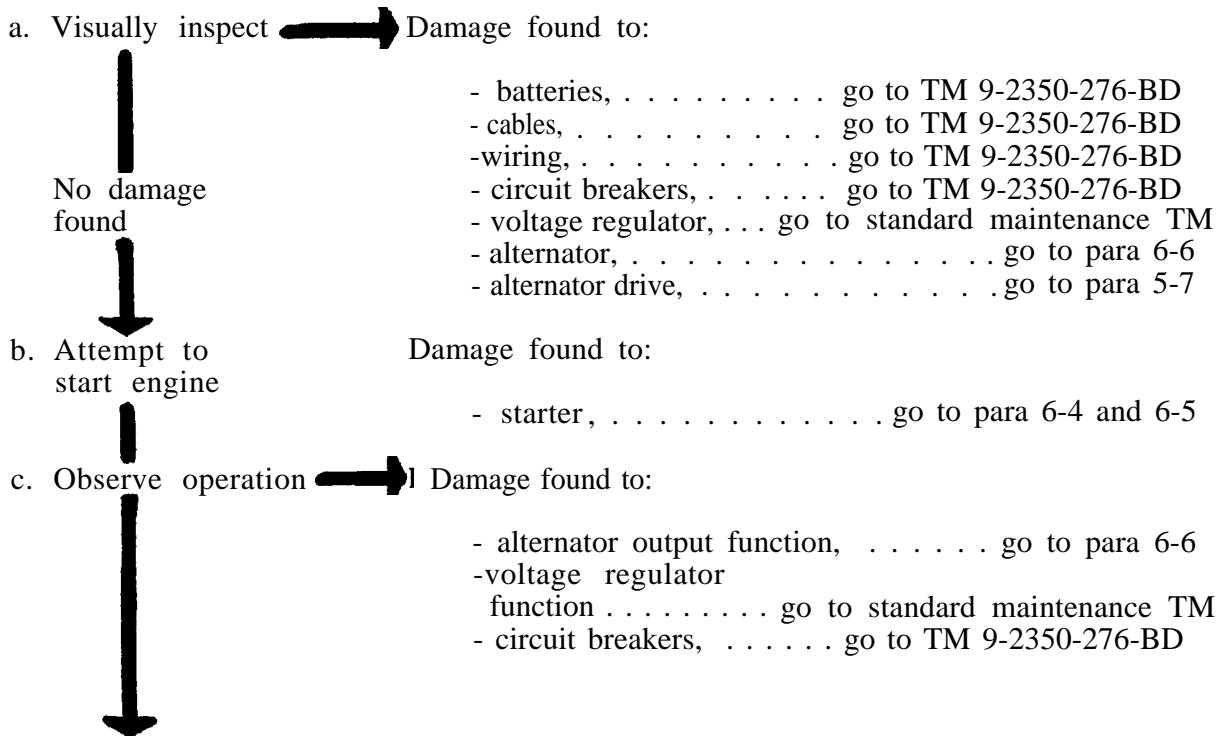 a. Visually inspect Damage found to:
- batteries, . . . . . . . . . go to TM 9-2350-276-BD
- cables, . . . . . . . . . go to TM 9-2350-276-BD
-wiring, . . . . . . . . . . go to TM 9-2350-276-BD
No damage - circuit breakers, . . . . . . go to TM 9-2350-276-BD
found - voltage regulator, . . . go to standard maintenance TM
- alternator, . . . . . . . . . . . . . . . go to para 6-6
- alternator drive, . . . . . . . . . . . . go to para 5-7
b. Attempt to Damage found to:
start engine
- starter, . . . . . . . . . . . . go to para 6-4 and 6-5
c. Observe operation l Damage found to:
- alternator output function, . . . . . . go to para 6-6
-voltage regulator
function . . . . . . . . . go to standard maintenance TM
- circuit breakers, . . . . . . go to TM 9-2350-276-BD